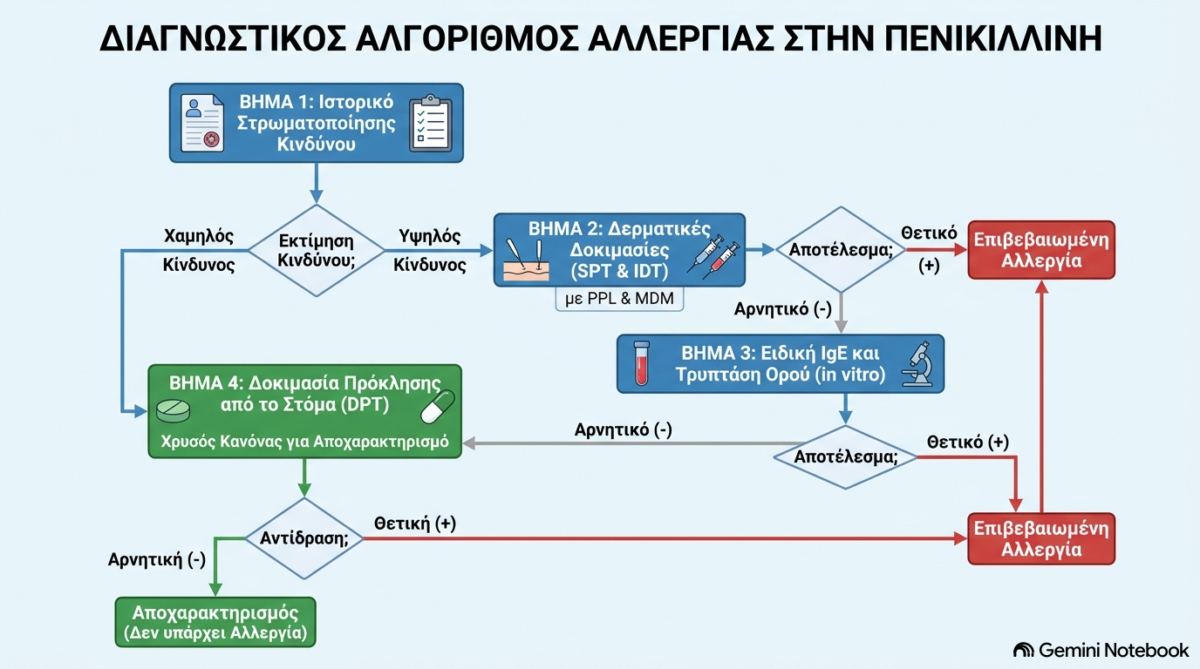 ΔΙΑΓΝΩΣΤΙΚΟΣ ΑΛΓΟΡΙΘΜΟΣ ΑΛΛΕΡΓΙΑΣ ΣΤΗΝ ΠΕΝΙΚΙΛΛΙΝΗ
ΒΗΜΑ 1: Ιστορικό
Στρωματοποίησης
Κινδύνου
Χαμηλός
Κίνδυνος
Εκτίμηση
Κινδύνου;
Υψηλός
Κίνδυνος
ΒΗΜΑ 2: Δερματικές
Δοκιμασίες
(SPT & IDT)
με PPL & MDM
Αποτέλεσμα;
Θετικό
(+)
Επιβεβαιωμένη
Αλλεργία
Αρνητικό (-)
ΒΗΜΑ 3: Ειδική IgE και
Τρυπτάση Ορού (in vitro)
ΒΗΜΑ 4: Δοκιμασία Πρόκλησης
από το Στόμα (DPT)
Χρυσός Κανόνας για Αποχαρακτηρισμό
Αρνητικό (-)
Αποτέλεσμα;
Θετικό (+)
Αντίδραση;
Θετική (+)
Επιβεβαιωμένη
Αλλεργία
Αρνητική (-)
Αποχαρακτηρισμός
(Δεν υπάρχει Αλλεργία)
Gemini Notebook